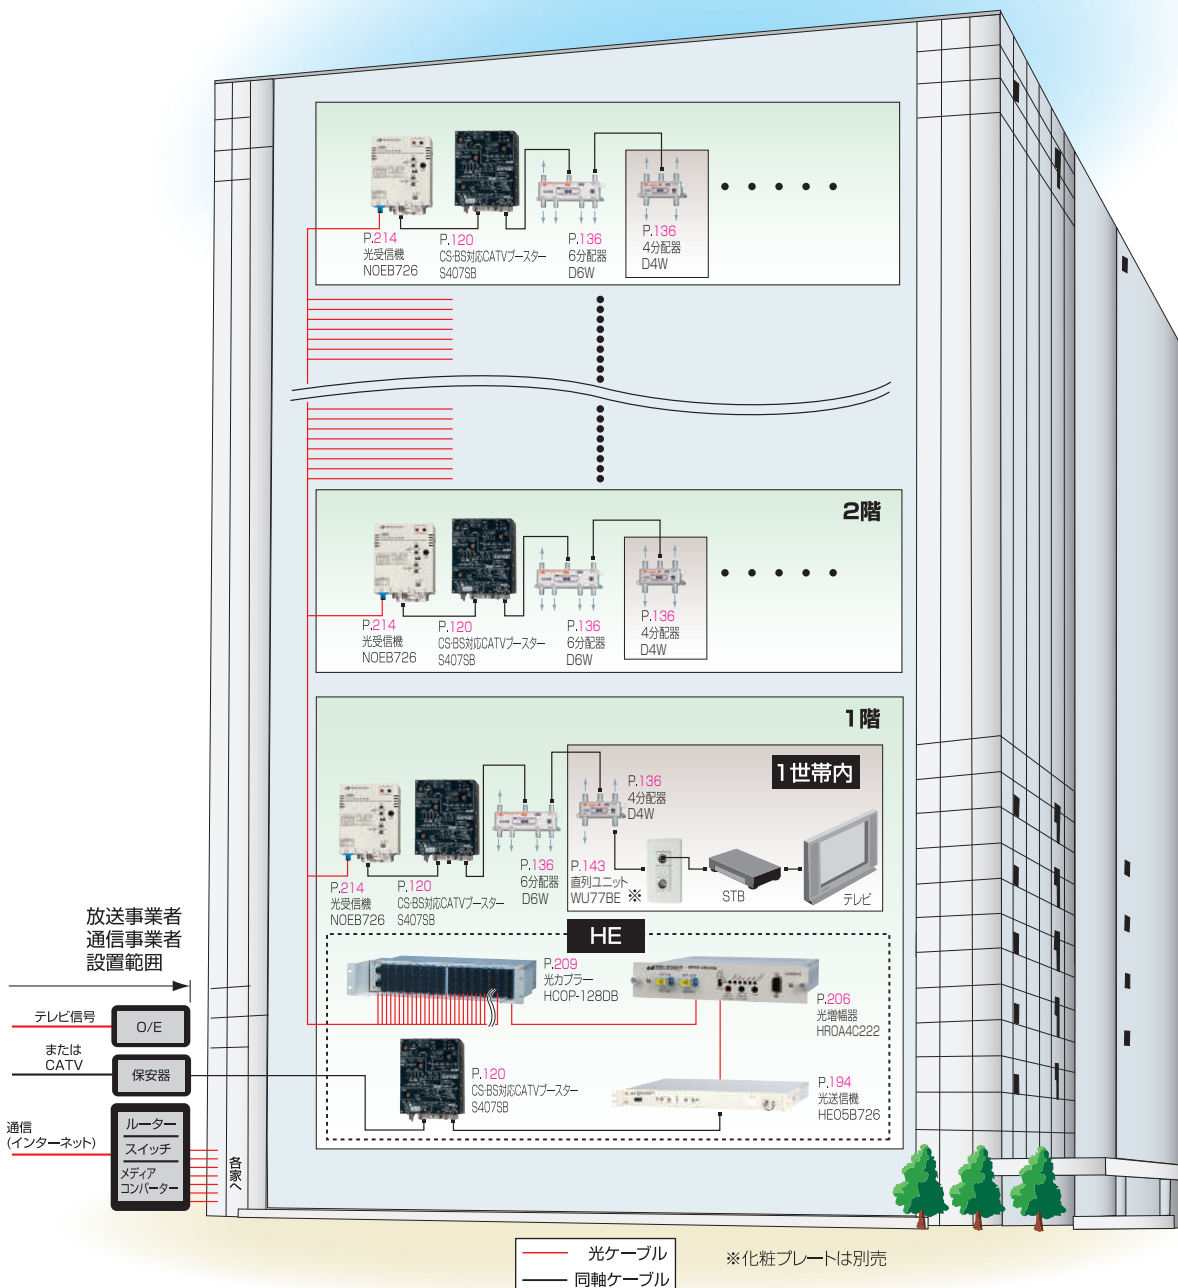 P.214
光受信機
NOEB726
P.120
CS·BS対応CATVブースター
S407SB
P.136
6分配器
D6W
P.136
4分配器
D4W
2階
P.214
光受信機
NOEB726
P.120
CS·BS対応CATVブースター
S407SB
P.136
6分配器
D6W
P.136
4分配器
D4W
1階
1世帯内
P.136
4分配器
D4W
P.214
光受信機
NOEB726
P.120
CS·BS対応CATVブースター
S407SB
P.136
6分配器
D6W
P.143
直列ユニット
WU77BE ※
STB
テレビ
HE
P.209
光カプラー
HCOP-128DB
P.206
光増幅器
HROA4C222
P.120
CS·BS対応CATVブースター
S407SB
P.194
光送信機
HEO5B726
放送事業者
通信事業者
設置範囲
テレビ信号
O/E
または
CATV
保安器
通信
(インターネット)
ルーター
スイッチ
メディア
コンバーター
各家へ
光ケーブル
同軸ケーブル
※化粧プレートは別売